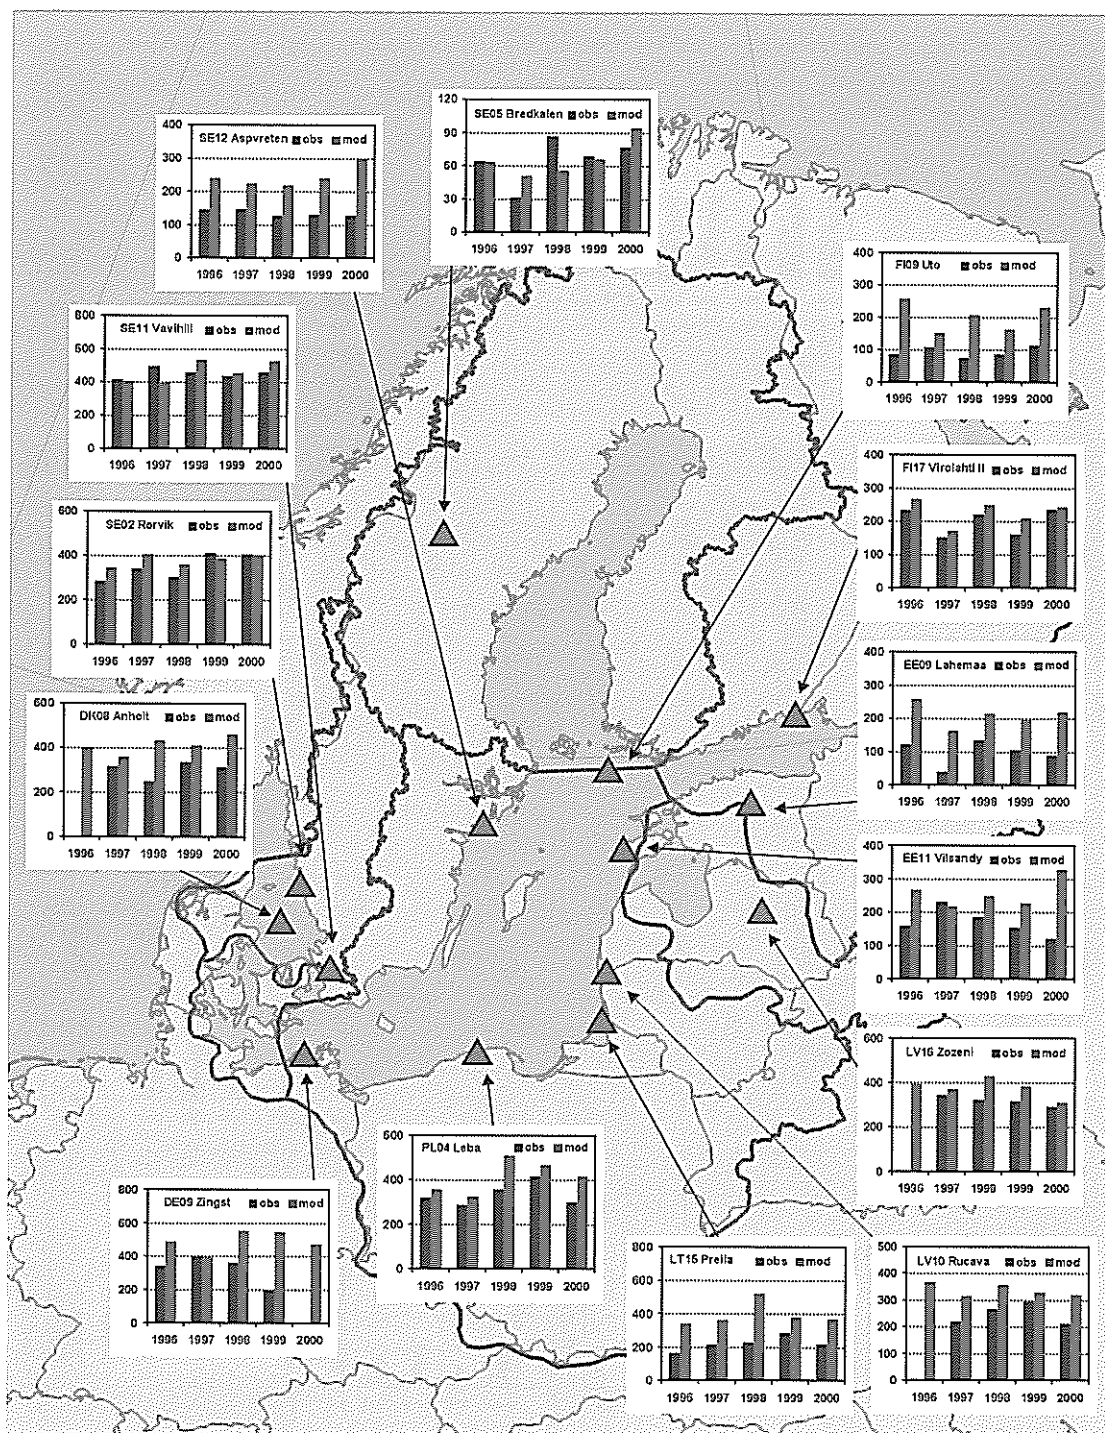 SE05 Bredkalen obs mod
120
90
60
30
0
1996 1997 1998 1999 2000
SE12 Aspvreten obs mod
400
300
200
100
0
1996 1997 1998 1999 2000
FI09 Uto obs mod
400
300
200
100
0
1996 1997 1998 1999 2000
SE11 Vavihill obs mod
800
600
400
200
0
1996 1997 1998 1999 2000
FI17 Virolahti II obs mod
400
300
200
100
0
1996 1997 1998 1999 2000
SE02 Rorvik obs mod
600
400
200
0
1996 1997 1998 1999 2000
EE09 Lahemaa obs mod
400
300
200
100
0
1996 1997 1998 1999 2000
DK08 Anholt obs mod
600
400
200
0
1996 1997 1998 1999 2000
EE11 Vilsandy obs mod
400
300
200
100
0
1996 1997 1998 1999 2000
LV16 Zozeni obs mod
600
400
200
0
1996 1997 1998 1999 2000
PL04 Leba obs mod
600
400
200
0
1996 1997 1998 1999 2000
DE09 Zingst obs mod
800
600
400
200
0
1996 1997 1998 1999 2000
LT15 Preila obs mod
800
600
400
200
0
1996 1997 1998 1999 2000
LV10 Rucava obs mod
500
400
300
200
100
0
1996 1997 1998 1999 2000